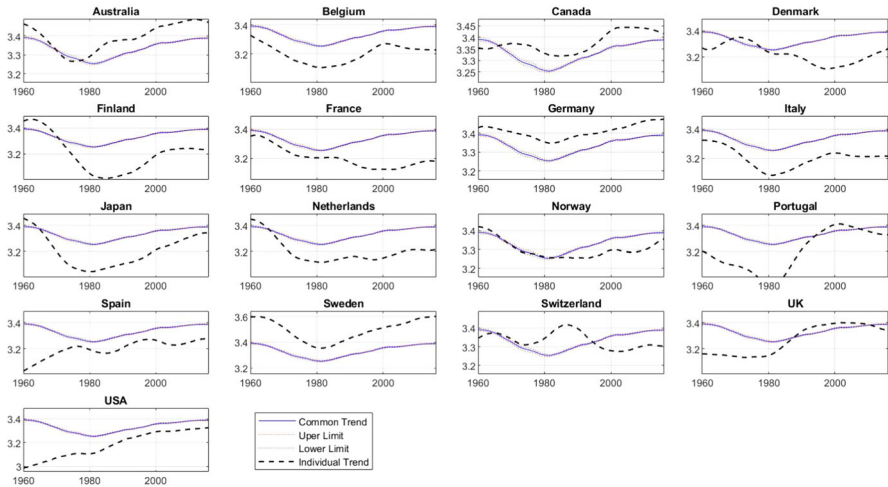 Australia
3.4
3.2
1960 1980 2000
Belgium
3.4
3.2
1960 1980 2000
Canada
3.45
3.4
3.35
3.3
3.25
1960 1980 2000
Denmark
3.4
3.2
1960 1980 2000
Finland
3.4
3.2
1960 1980 2000
France
3.4
3.2
1960 1980 2000
Germany
3.4
3.3
1960 1980 2000
Italy
3.4
3.2
1960 1980 2000
Japan
3.4
3.2
1960 1980 2000
Netherlands
3.4
3.2
1960 1980 2000
Norway
3.4
3.3
3.2
1960 1980 2000
Portugal
3.4
3.2
3
1960 1980 2000
Spain
3.4
3.2
1960 1980 2000
Sweden
3.6
3.4
3.2
1960 1980 2000
Switzerland
3.4
3.3
3.2
1960 1980 2000
UK
3.4
3.2
1960 1980 2000
USA
3.4
3.2
3
1960 1980 2000
Common Trend
Uper Limit
Lower Limit
Individual Trend